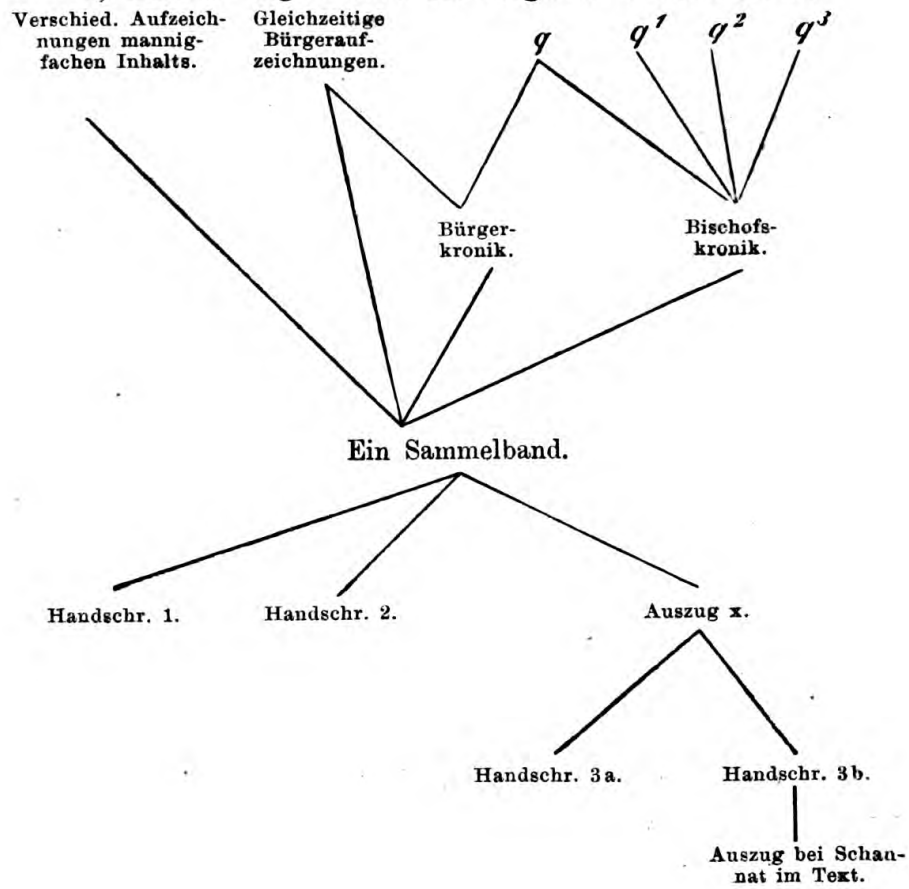 Verschied. Aufzeich-
nungen mannig-
fachen Inhalts.
Gleichzeitige
Bürgerauf-
zeichnungen.
q
q¹
q²
q³
Bürger-
kronik.
Bischofs-
kronik.
Ein Sammelband.
Handschr. 1.
Handschr. 2.
Auszug x.
Handschr. 3a.
Handschr. 3b.
Auszug bei Schan-
nat im Text.